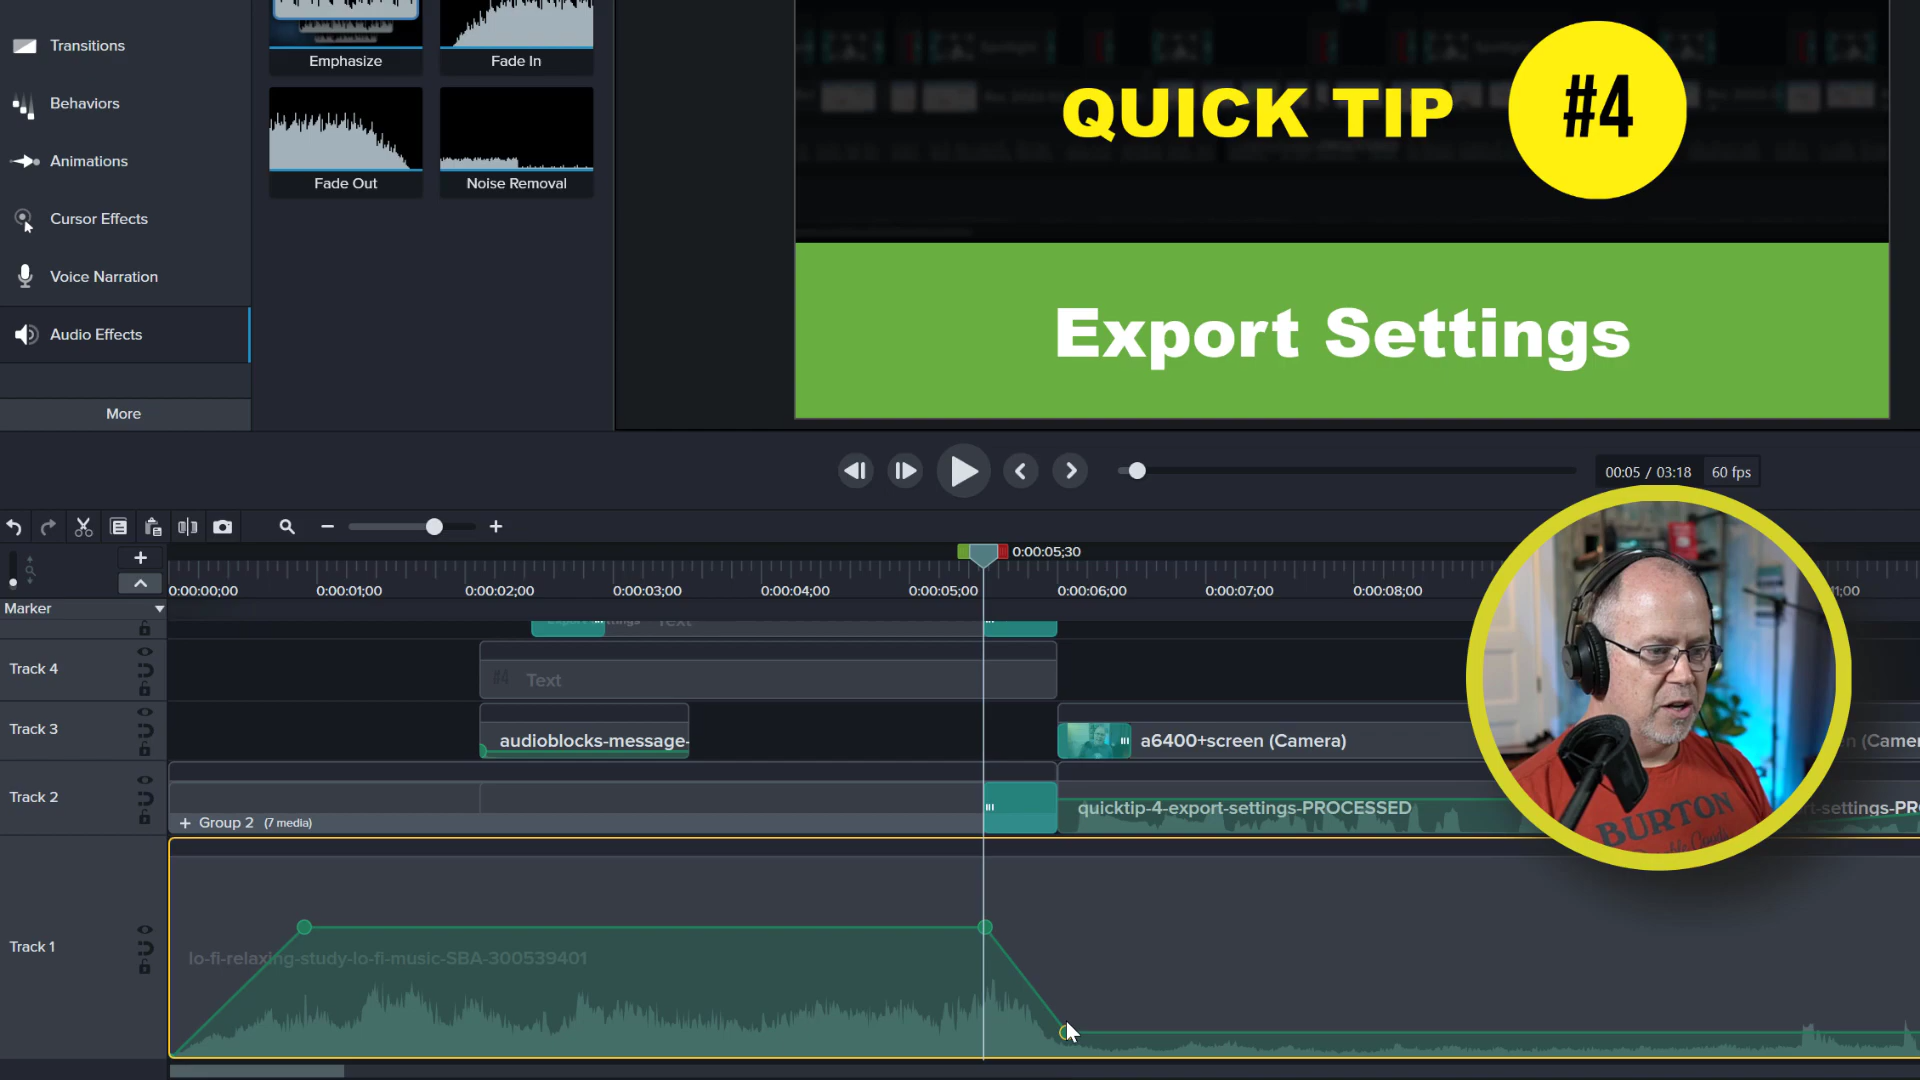 Transitions
Behaviors
Animations
Cursor Effects
Voice Narration
Audio Effects
More
Emphasize
Fade In
Fade Out
Noise Removal
QUICK TIP
#4
Export Settings
00:05 / 03:18
60 fps
0:00:05;30
0:00:00;00
0:00:01;00
0:00:02;00
0:00:03;00
0:00:04;00
0:00:05;00
0:00:06;00
0:00:07;00
0:00:08;00
Marker
Export Settings
Text
Track 4
#4
Text
Track 3
audioblocks-message-
a6400+screen (Camera)
Track 2
+ Group 2 (7 media)
quicktip-4-export-settings-PROCESSED
Track 1
lo-fi-relaxing-study-lo-fi-music-SBA-300539401
BURTON